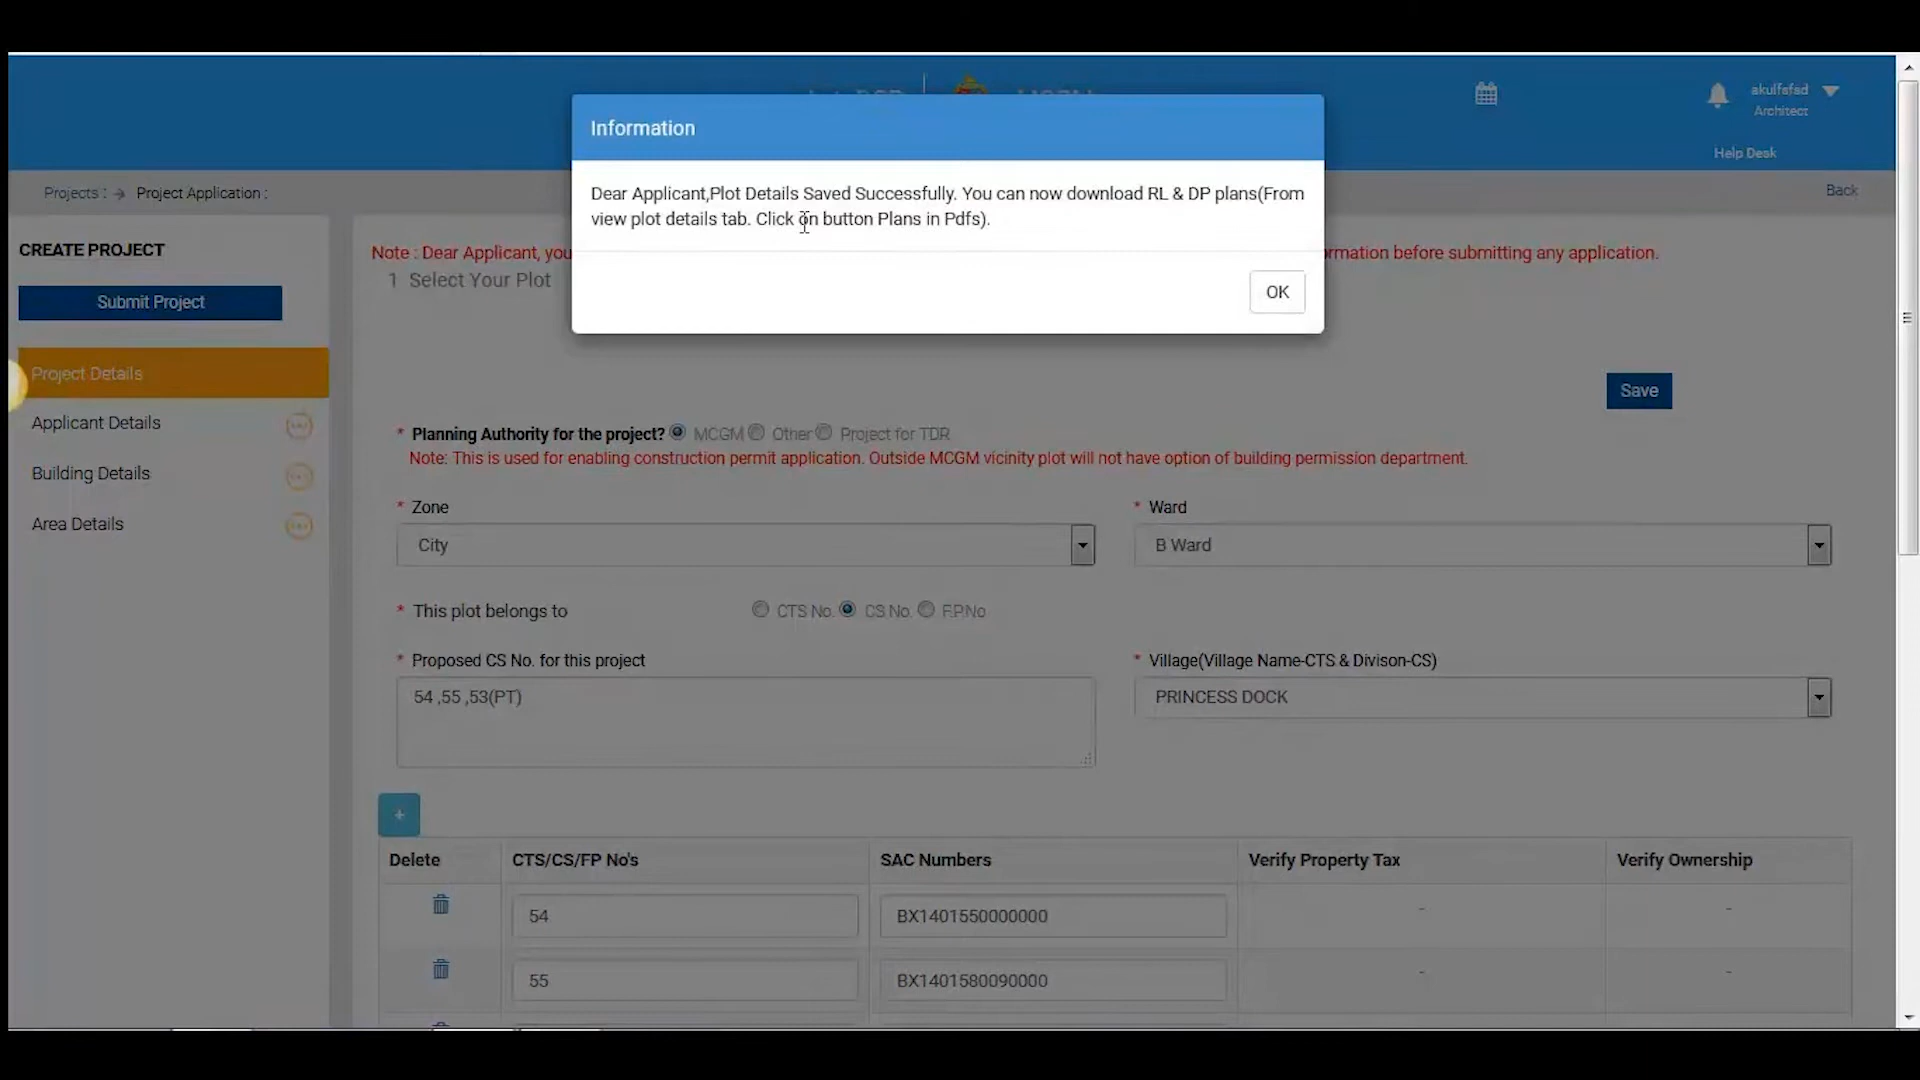 akulfafad
Architect
Help Desk
Information
Dear Applicant,Plot Details Saved Successfully. You can now download RL & DP plans(From
view plot details tab. Click on button Plans in Pdfs).
OK
Projects : → Project Application :
Back
CREATE PROJECT
Submit Project
Project Details
Applicant Details
Building Details
Area Details
Note : Dear Applicant, you
rmation before submitting any application.
1 Select Your Plot
Save
* Planning Authority for the project? MCGM Other Project for TDR
Note: This is used for enabling construction permit application. Outside MCGM vicinity plot will not have option of building permission department.
* Zone
* Ward
City
B Ward
* This plot belongs to CTS No. CS No. F.P.No
* Proposed CS No. for this project
* Village(Village Name-CTS & Divison-CS)
54 ,55 ,53(PT)
PRINCESS DOCK
+
Delete CTS/CS/FP No's SAC Numbers Verify Property Tax Verify Ownership
54 BX1401550000000 - -
55 BX1401580090000 - -